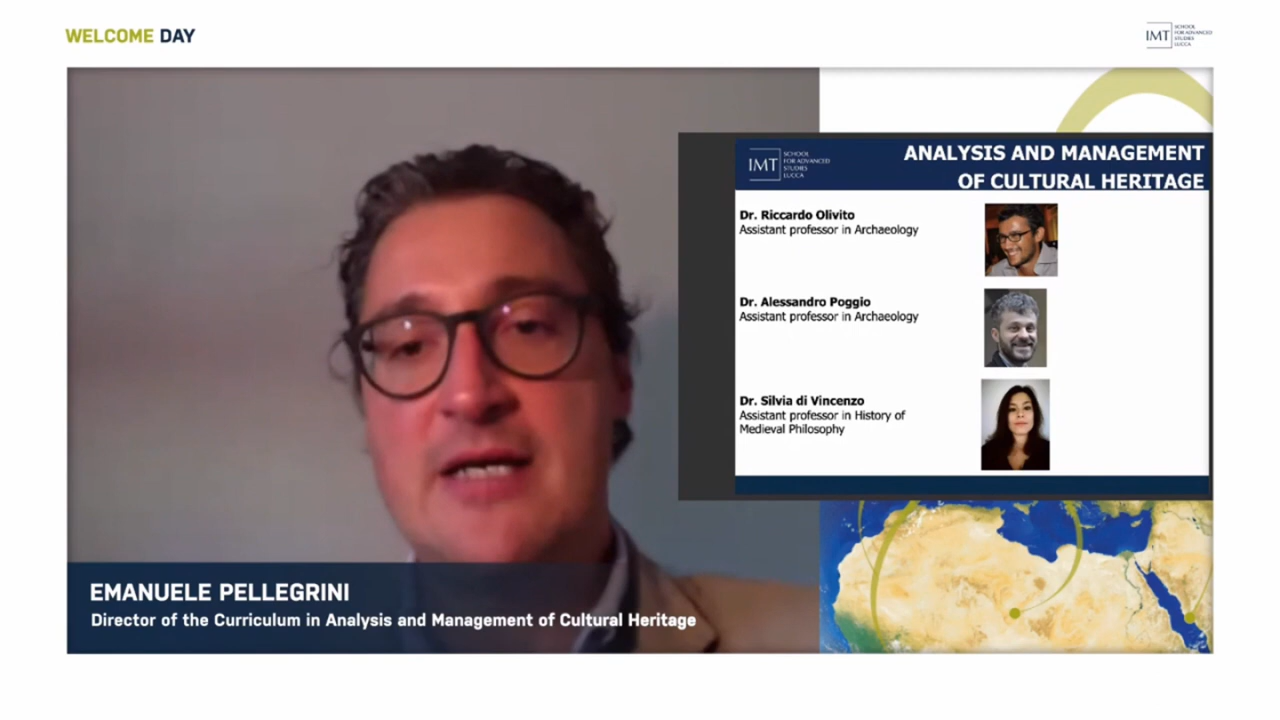 WELCOME DAY
IMT
SCHOOL
FOR ADVANCED
STUDIES
LUCCA
IMT
SCHOOL
FOR ADVANCED
STUDIES
LUCCA
ANALYSIS AND MANAGEMENT
OF CULTURAL HERITAGE
Dr. Riccardo Olivito
Assistant professor in Archaeology
Dr. Alessandro Poggio
Assistant professor in Archaeology
Dr. Silvia di Vincenzo
Assistant professor in History of
Medieval Philosophy
EMANUELE PELLEGRINI
Director of the Curriculum in Analysis and Management of Cultural Heritage